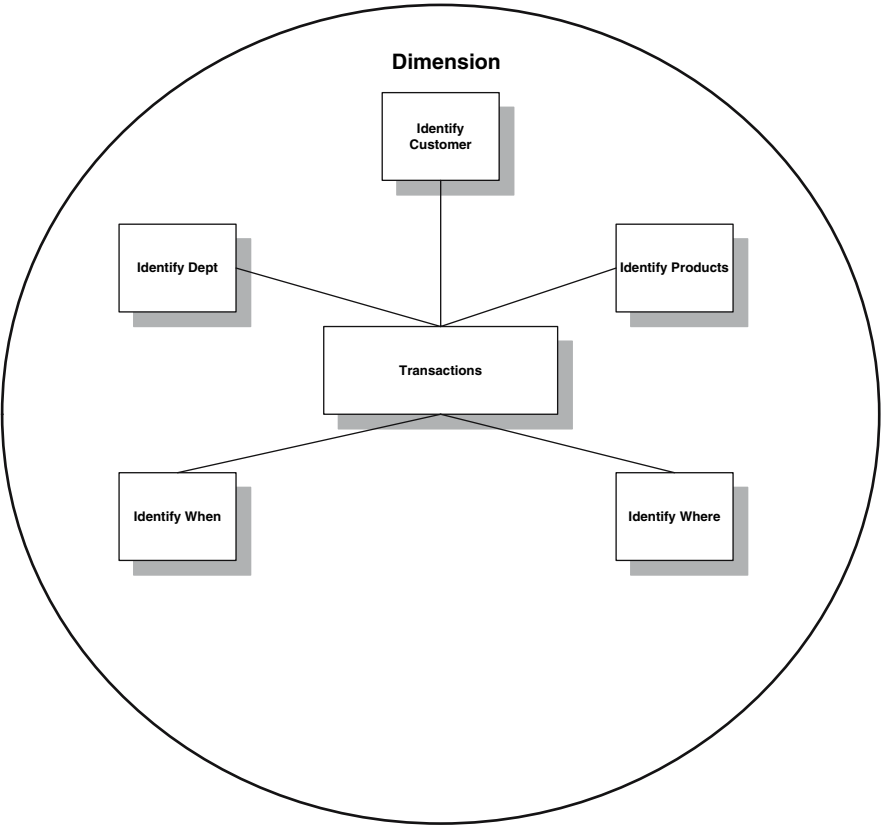 Dimension
Identify
Customer
Identify Dept
Identify Products
Transactions
Identify When
Identify Where